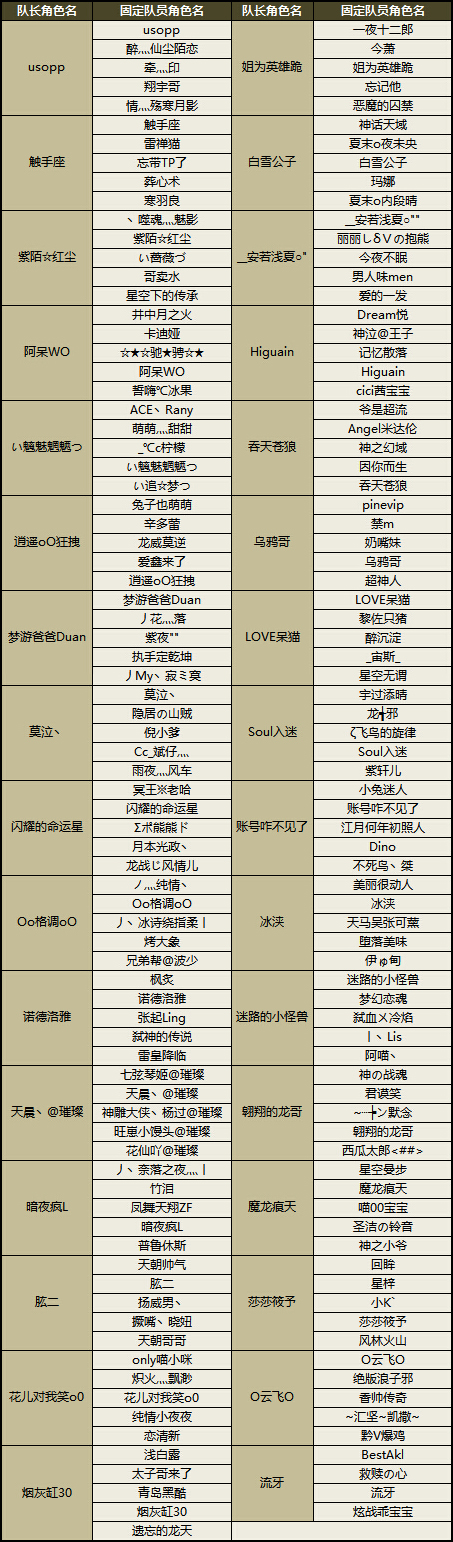 队长角色名 固定队员角色名 队长角色名 固定队员角色名
usopp 一夜十二郎
醉灬仙尘陌恋 今萧
usopp 牵灬印 姐为英雄跪 姐为英雄跪
翔宇哥 忘记他
情灬殇寒月影 恶魔的囚禁
触手座 神话天域
雷禅猫 夏末o夜未央
触手座 忘带TP了 白雪公子 白雪公子
葬心术 玛娜
寒羽良 夏末o内段晴
丶噬魂灬魅影 __安若浅夏○""
紫陌☆红尘 丽丽しδVの抱熊
紫陌☆红尘 い蔷薇づ __安若浅夏○" 今夜不眠
哥卖水 男人味men
星空下的传承 爱的一发
井中月之火 Dream悦
卡迪娅 神泣@王子
阿呆WO ☆★☆驰★骋☆★ Higuain 记忆散落
阿呆WO Higuain
皙嗨℃冰果 cici茜宝宝
ACE丶Rany 爷是超流
萌萌灬甜甜 Angel米达伦
い魑魅魍魉つ _℃c柠檬 吞天苍狼 神之幻域
い魑魅魍魉つ 因你而生
い追☆梦つ 吞天苍狼
兔子也萌萌 pinevip
辛多蕾 禁m
逍遥oO狂拽 龙威莫逆 乌鸦哥 奶嘴妹
爱鑫来了 乌鸦哥
逍遥oO狂拽 超神人
梦游爸爸Duan LOVE呆猫
丿花灬落 黎佐只猪
梦游爸爸Duan 紫夜"" LOVE呆猫 醉沉淀
执手定乾坤 _宙斯_
丿My丶寂ミ寞 星空无谓
莫泣丶 宇过添晴
隐居の山贼 龙╅邪
莫泣丶 倪小爹 Soul入迷 ζ飞鸟的旋律
Cc_斌仔灬 Soul入迷
雨夜灬风车 紫轩儿
冥王※老哈 小兔迷人
闪耀的命运星 账号咋不见了
闪耀的命运星 Σポ熊熊ド 账号咋不见了 江月何年初照人
月本光政丶 Dino
龙战じ风情儿 不死鸟丶桀
ノ灬纯情丶 美丽很动人
Oo格调oO 冰浃
Oo格调oO 丿丶冰诗绕指柔丨 冰浃 天马吴张可薰
烤大象 堕落美味
兄弟帮@波少 伊ゅ甸
枫炙 迷路的小怪兽
诺德洛雅 梦幻恋魂
诺德洛雅 张起Ling 迷路的小怪兽 弑血乂冷焰
弑神的传说 丨丶Lis
雷皇降临 阿喵丶
七弦琴姬@璀璨 神の战魂
天晨丶@璀璨 君谟笑
天晨丶@璀璨 神雕大侠丶杨过@璀璨 翱翔的龙哥 ~┈╋ン默念
旺崽小馒头@璀璨 翱翔的龙哥
花仙吖@璀璨 西瓜太郎<##>
丿丶奈落之夜灬丨 星空曼步
竹泪 魔龙痕天
暗夜疯L 凤舞天翔ZF 魔龙痕天 喵00宝宝
暗夜疯L 圣洁の铃音
普鲁休斯 神之小爷
天朝帅气 回眸
肱二 星梓
肱二 扬威男丶 莎莎筱予 小K`
撅嘴丶晓妞 莎莎筱予
天朝哥哥 风林火山
only喵小咪 O云飞O
炽火灬飘渺 绝版浪子邪
花儿对我笑o0 花儿对我笑o0 O云飞O 香帅传奇
纯情小夜夜 ~汇坚~凯撒~
恋清新 黔V爆鸡
浅白露 BestAkl
太子哥来了 救赎の心
烟灰缸30 青岛黑酷 流牙 流牙
烟灰缸30 炫战乖宝宝
遗忘的龙天